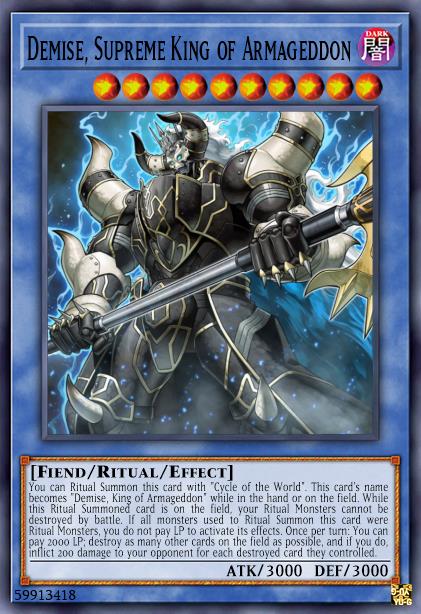 Demise, Supreme King of Armageddon
DARK
闇
[Fiend/Ritual/Effect]
You can Ritual Summon this card with "Cycle of the World". This card's name
becomes "Demise, King of Armageddon" while in the hand or on the field. While
this Ritual Summoned card is on the field, your Ritual Monsters cannot be
destroyed by battle. If all monsters used to Ritual Summon this card were
Ritual Monsters, you do not pay LP to activate its effects. Once per turn: You can
pay 2000 LP; destroy as many other cards on the field as possible, and if you do,
inflict 200 damage to your opponent for each destroyed card they controlled.
ATK/3000 DEF/3000
59913418